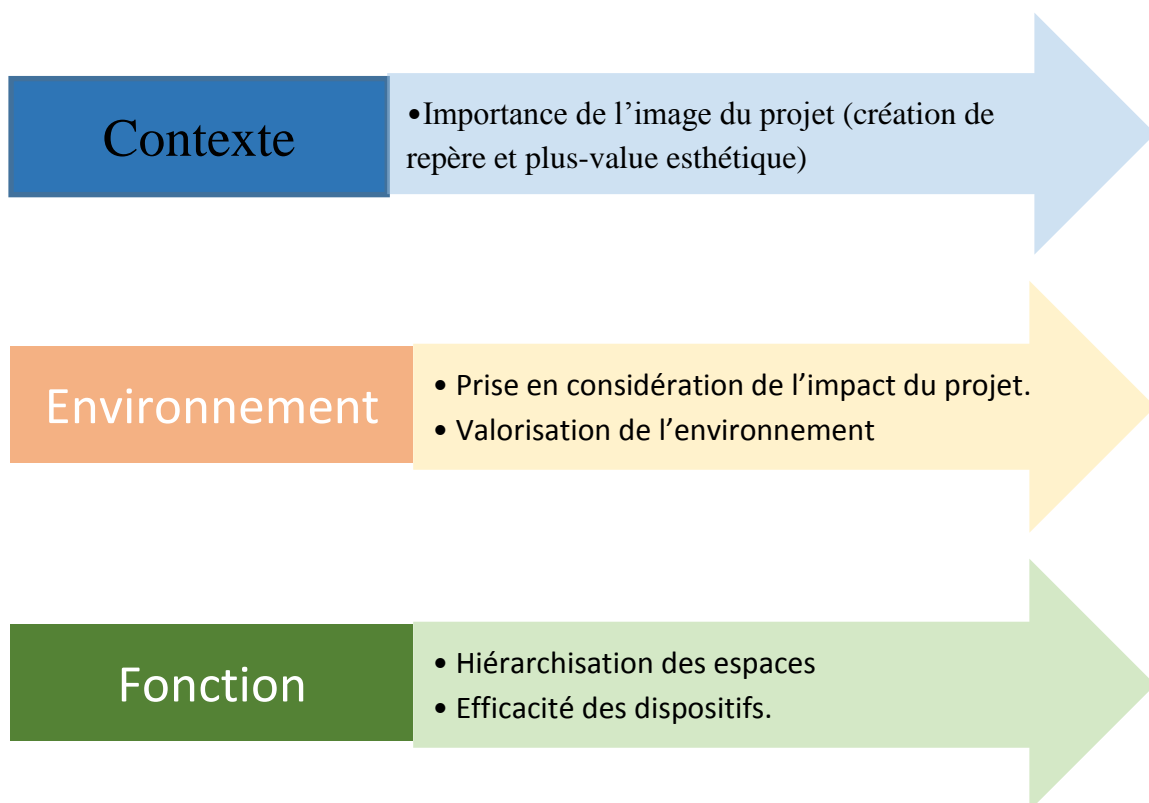 Contexte
•Importance de l’image du projet (création de
repère et plus-value esthétique)
Environnement
• Prise en considération de l’impact du projet.
• Valorisation de l’environnement
Fonction
• Hiérarchisation des espaces
• Efficacité des dispositifs.